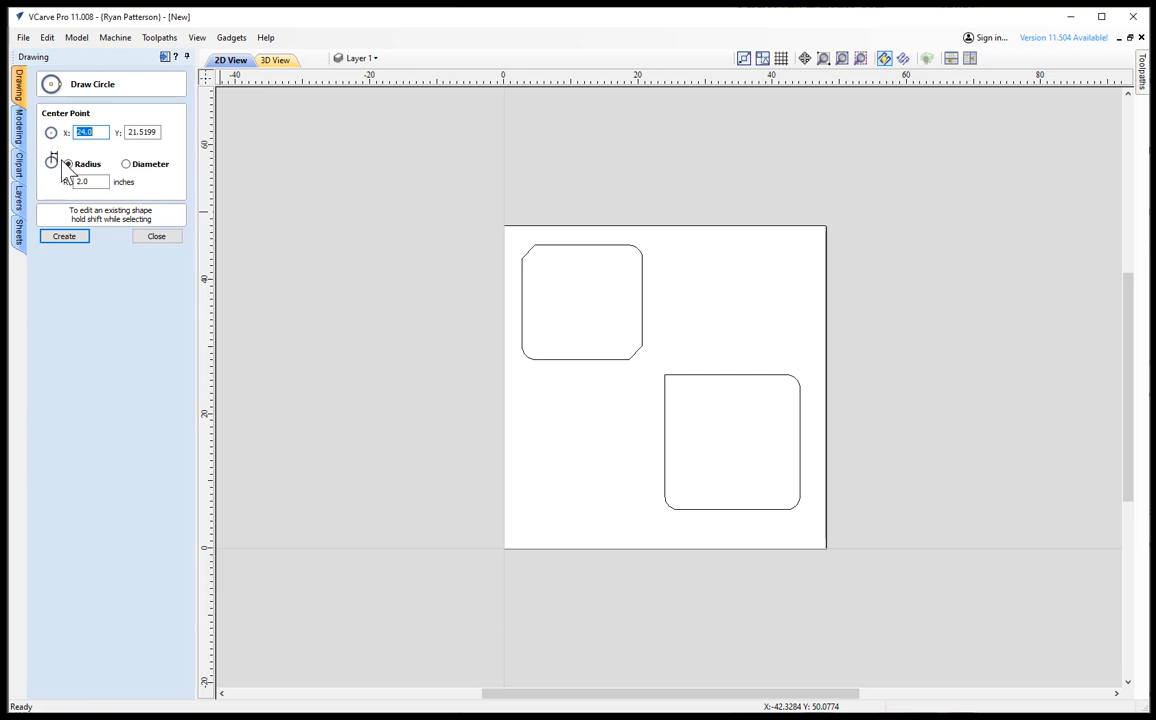 VCarve Pro 11.008 - {Ryan Patterson} - [New]
File Edit Model Machine Toolpaths View Gadgets Help
Sign in... Version 11.504 Available!
Drawing
2D View 3D View Layer 1
Draw Circle
Center Point
X: 24.0 Y: 21.5199
Radius Diameter
2.0 inches
To edit an existing shape
hold shift while selecting
Create Close
Drawing
Modeling
Clipart
Layers
Sheets
Toolpaths
-40 -20 0 20 40 60 80
60
40
20
0
-20
Ready
X:-42.3284 Y: 50.0774